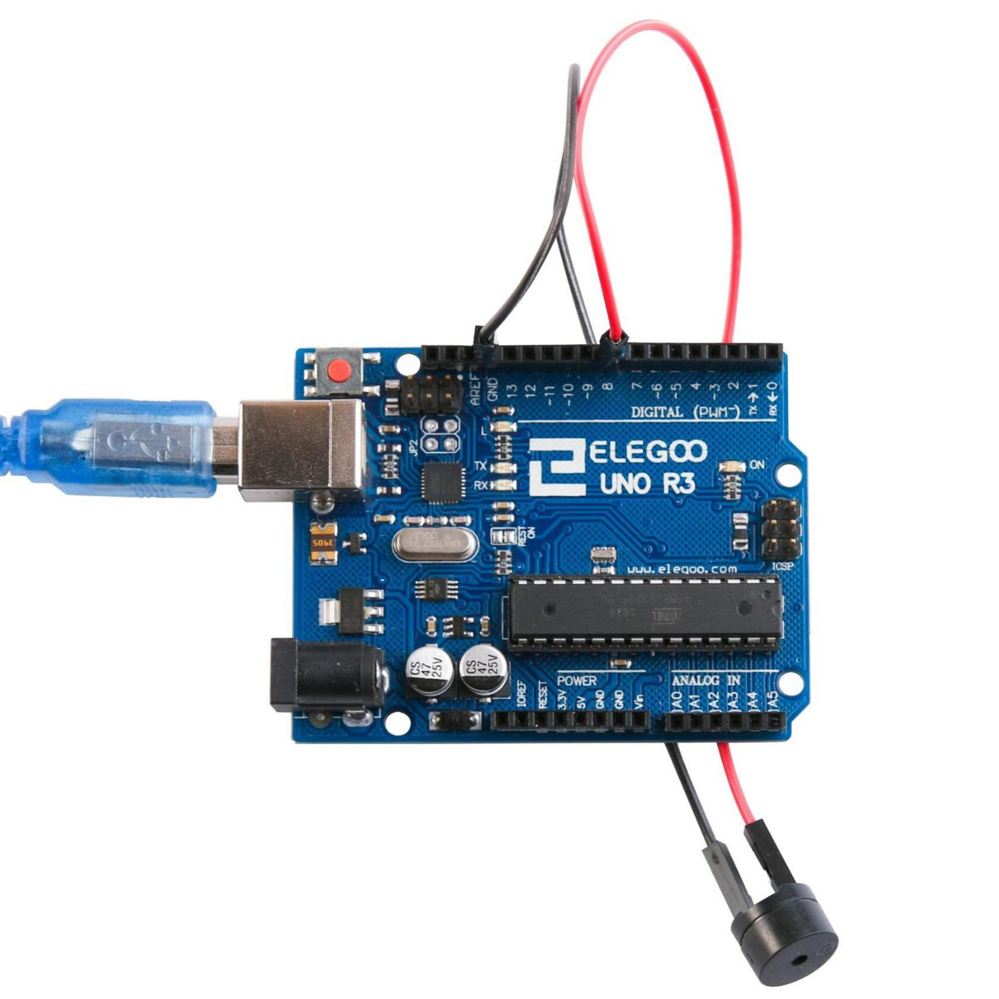 AREF
GND
13
12
~11
~10
~9
8
7
~6
~5
4
~3
2
TX→1
RX←0
DIGITAL (PWM~)
L
JP2
TX
RX
ELEGOO
UNO R3
ON
REST
ON
ICSP
www.elegoo.com
ATMEL
CS
47
25V
CS
47
25V
IOREF
RESET
3.3V
5V
GND
GND
Vin
POWER
ANALOG IN
A0
A1
A2
A3
A4
A5